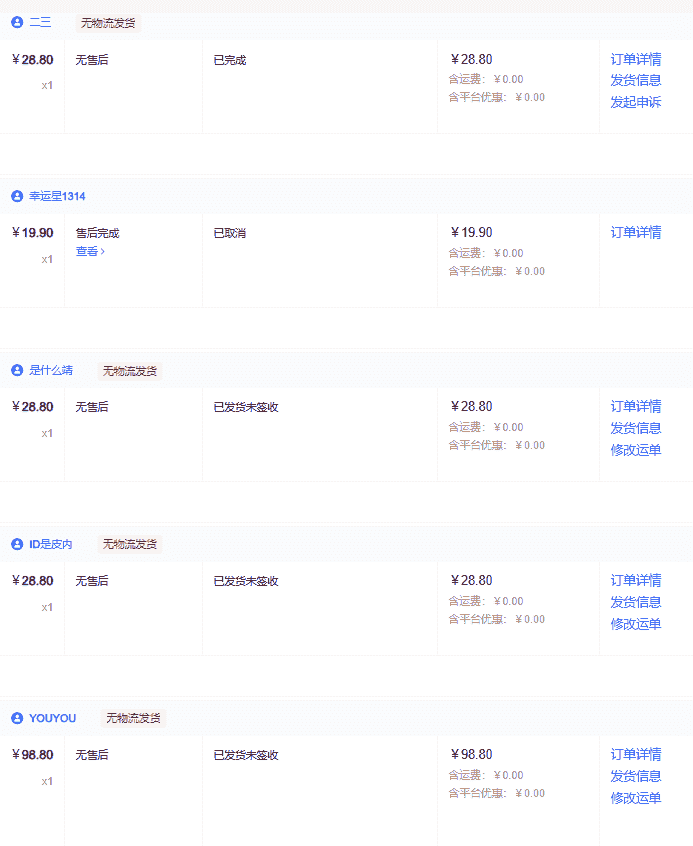 二三 无物流发货
￥28.80 无售后 已完成 ￥28.80 订单详情
x1 含运费：￥0.00 发货信息
含平台优惠：￥0.00 发起申诉
幸运星1314
￥19.90 售后完成 已取消 ￥19.90 订单详情
x1 查看 > 含运费：￥0.00
含平台优惠：￥0.00
是什么靖 无物流发货
￥28.80 无售后 已发货未签收 ￥28.80 订单详情
x1 含运费：￥0.00 发货信息
含平台优惠：￥0.00 修改运单
ID是皮内 无物流发货
￥28.80 无售后 已发货未签收 ￥28.80 订单详情
x1 含运费：￥0.00 发货信息
含平台优惠：￥0.00 修改运单
YOUYOU 无物流发货
￥98.80 无售后 已发货未签收 ￥98.80 订单详情
x1 含运费：￥0.00 发货信息
含平台优惠：￥0.00 修改运单